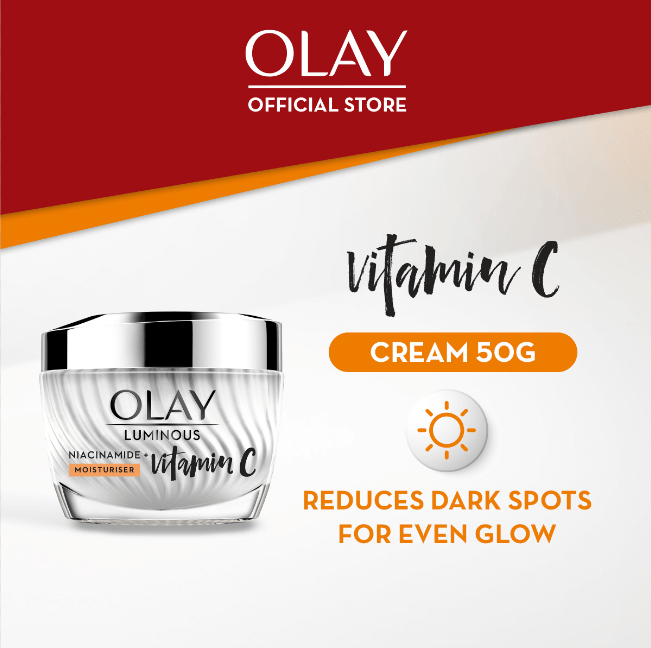 OLAY
OFFICIAL STORE
vitamin C
CREAM 50G
OLAY
LUMINOUS
NIACINAMIDE +
vitamin C
MOISTURISER
REDUCES DARK SPOTS
FOR EVEN GLOW